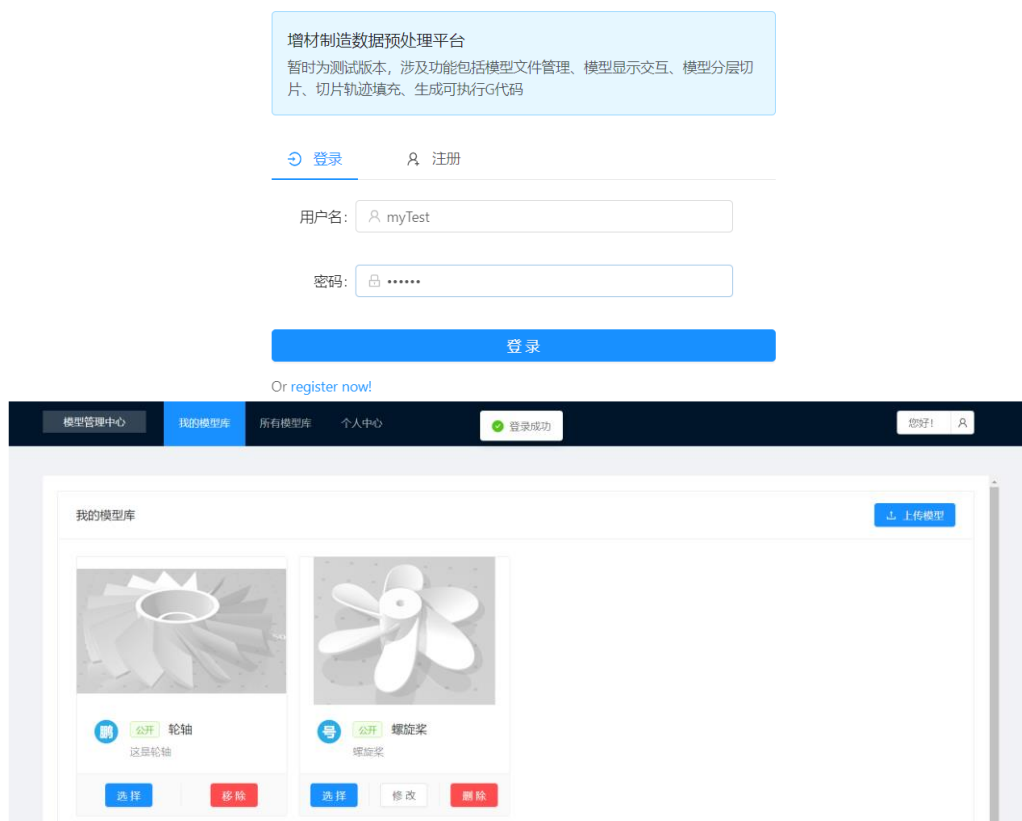 增材制造数据预处理平台
暂时为测试版本，涉及功能包括模型文件管理、模型显示交互、模型分层切
片、切片轨迹填充、生成可执行G代码
登录 注册
用户名： myTest
密码： ••••••
登 录
Or register now!
模型管理中心 我的模型库 所有模型库 个人中心 登录成功 您好！
我的模型库 上传模型
鹏 公开 轮轴
这是轮轴
号 公开 螺旋桨
螺旋桨
选 择 移 除 选 择 修 改 删 除